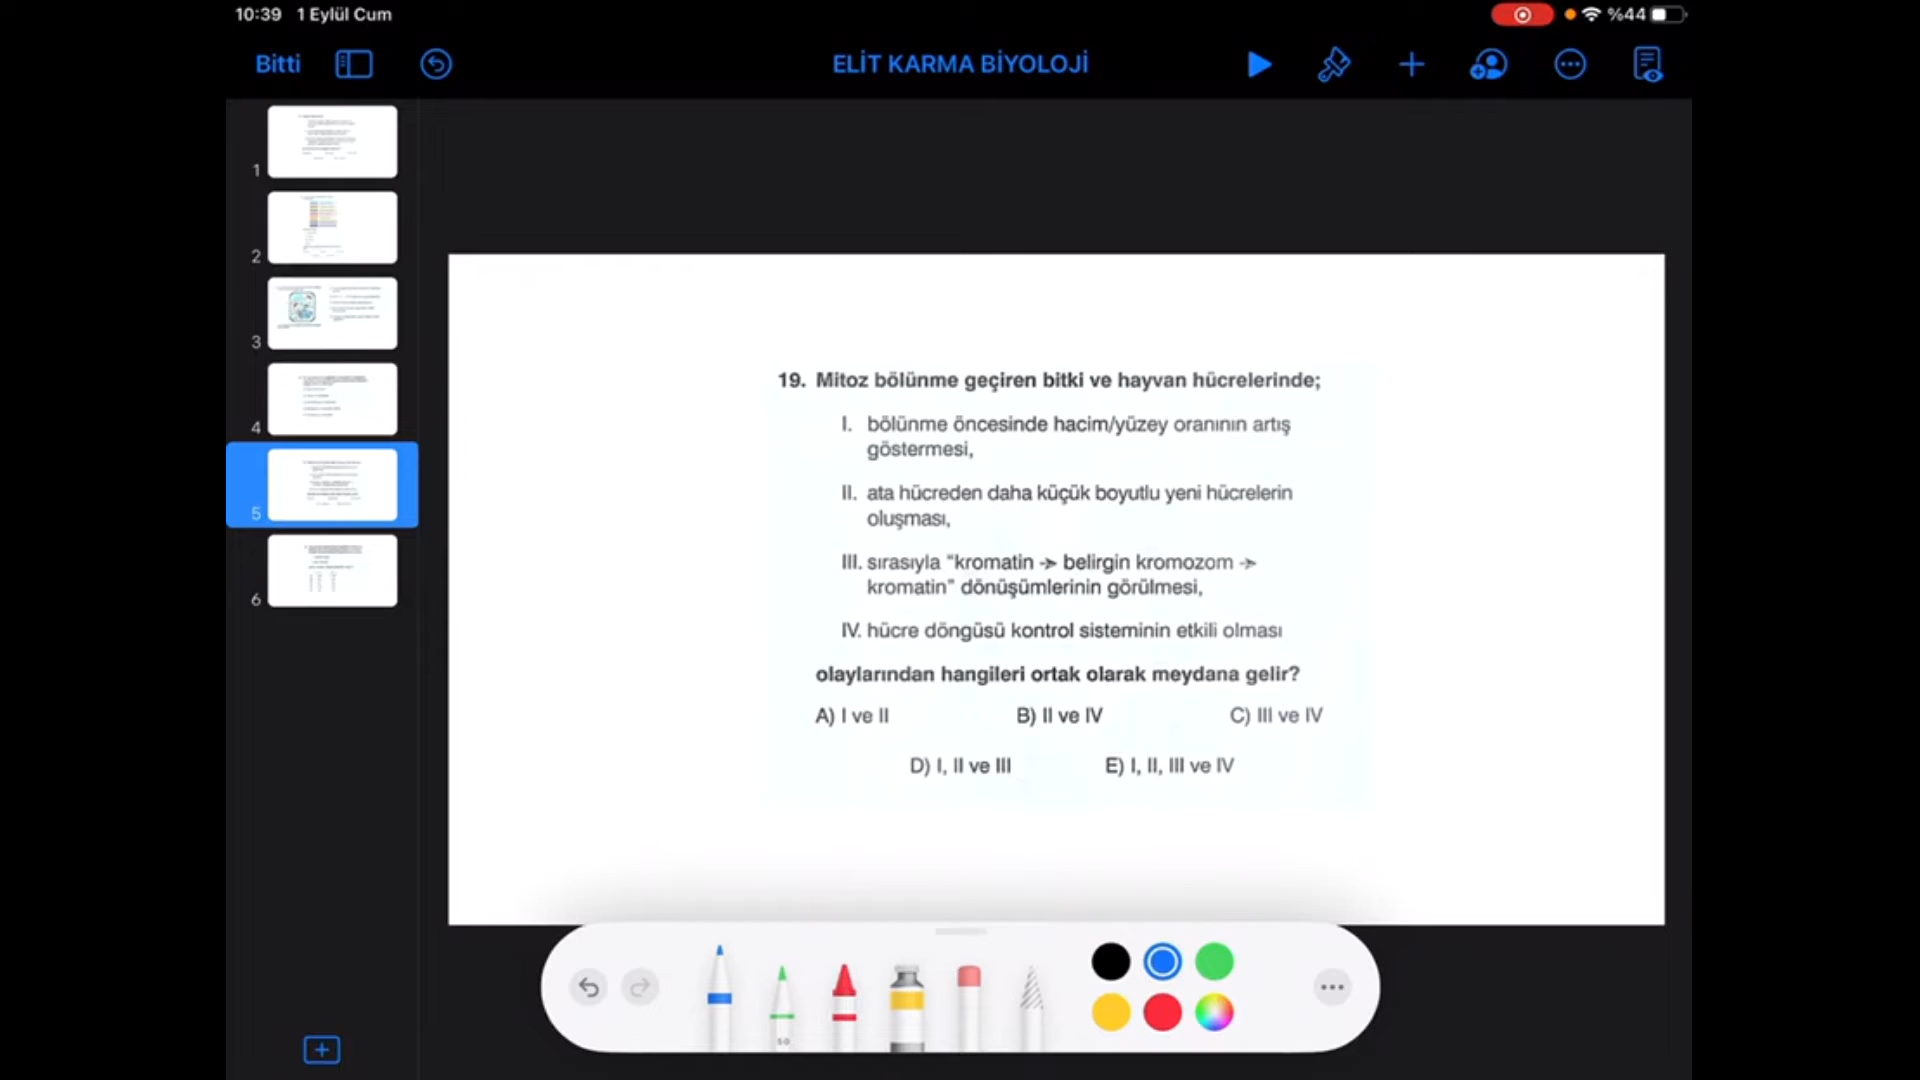 10:39 1 Eylül Cum
%44
Bitti
ELİT KARMA BİYOLOJİ
1
2
3
4
5
6
19. Mitoz bölünme geçiren bitki ve hayvan hücrelerinde;
I. bölünme öncesinde hacim/yüzey oranının artış
göstermesi,
II. ata hücreden daha küçük boyutlu yeni hücrelerin
oluşması,
III. sırasıyla "kromatin → belirgin kromozom →
kromatin" dönüşümlerinin görülmesi,
IV. hücre döngüsü kontrol sisteminin etkili olması
olaylarından hangileri ortak olarak meydana gelir?
A) I ve II B) II ve IV C) III ve IV
D) I, II ve III E) I, II, III ve IV